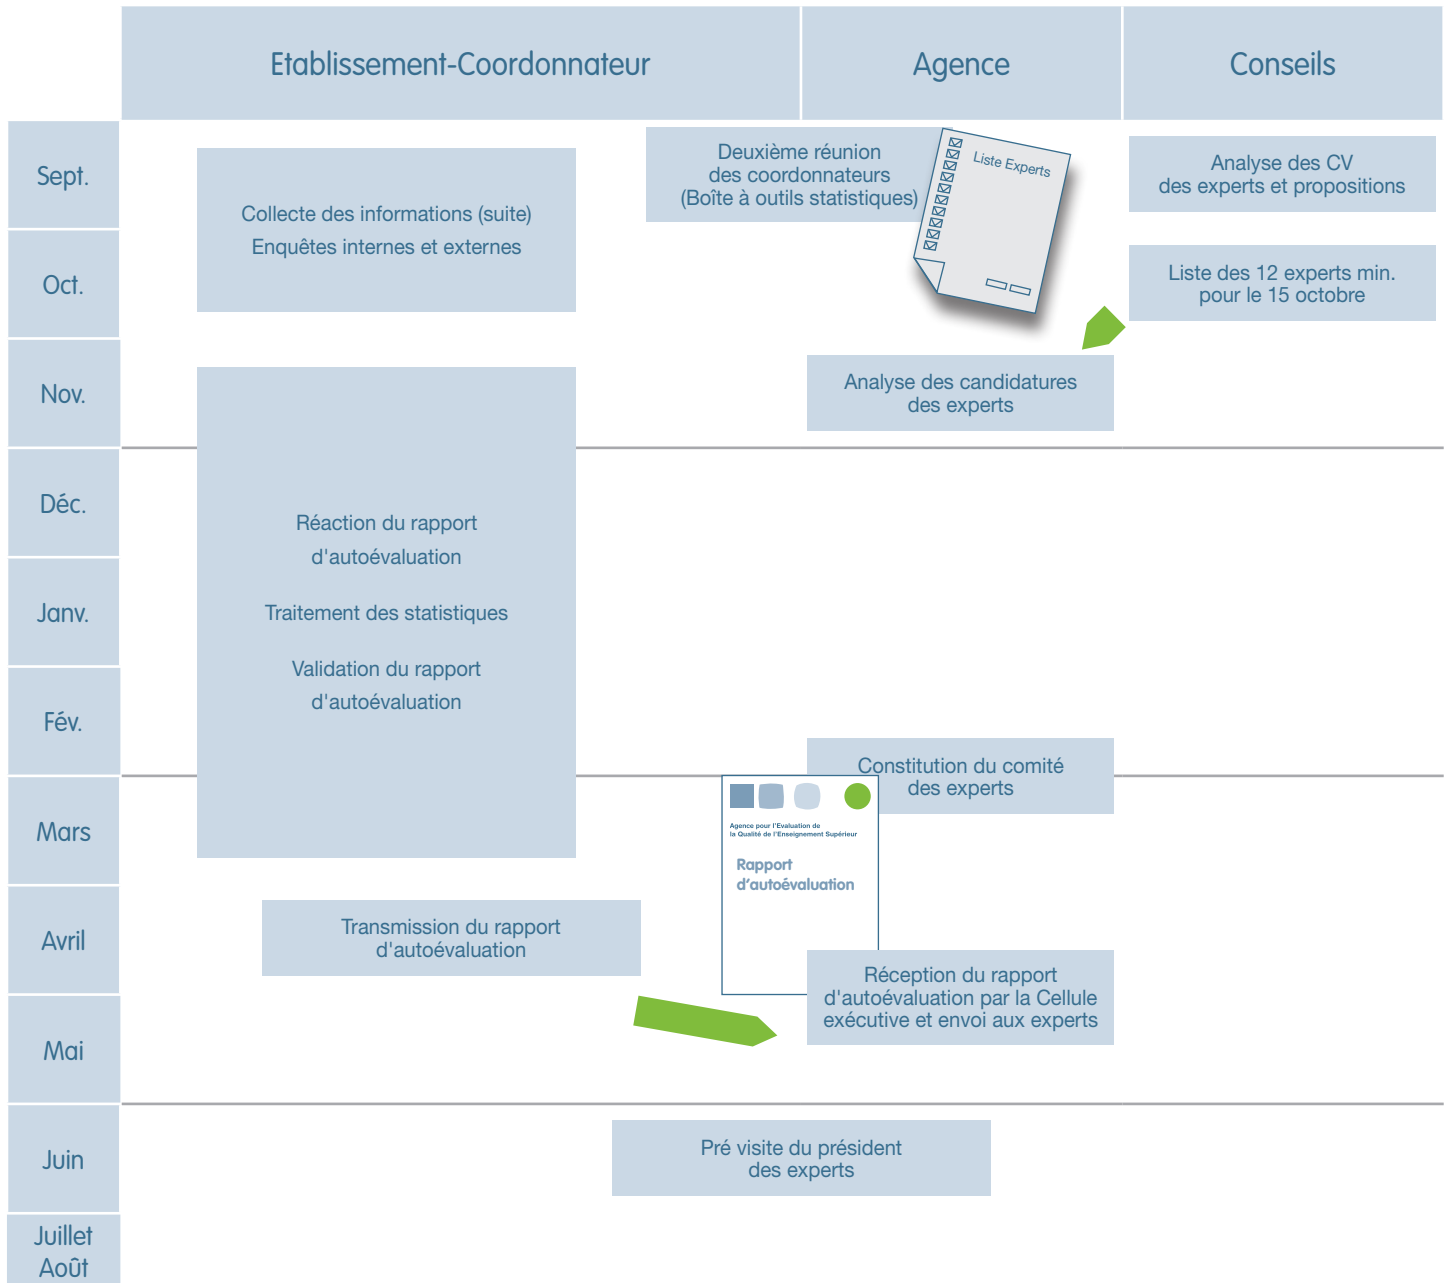 Etablissement-Coordonnateur
Agence
Conseils
Sept.
Collecte des informations (suite)
Enquêtes internes et externes
Deuxième réunion
des coordonnateurs
(Boîte à outils statistiques)
Liste Experts
Analyse des CV
des experts et propositions
Oct.
Liste des 12 experts min.
pour le 15 octobre
Nov.
Analyse des candidatures
des experts
Déc.
Réaction du rapport
d'autoévaluation
Janv.
Traitement des statistiques
Validation du rapport
d'autoévaluation
Fév.
Constitution du comité
des experts
Mars
Agence pour l'Evaluation de
la Qualité de l'Enseignement Supérieur
Rapport
d'autoévaluation
Avril
Transmission du rapport
d'autoévaluation
Réception du rapport
d'autoévaluation par la Cellule
exécutive et envoi aux experts
Mai
Juin
Pré visite du président
des experts
Juillet
Août